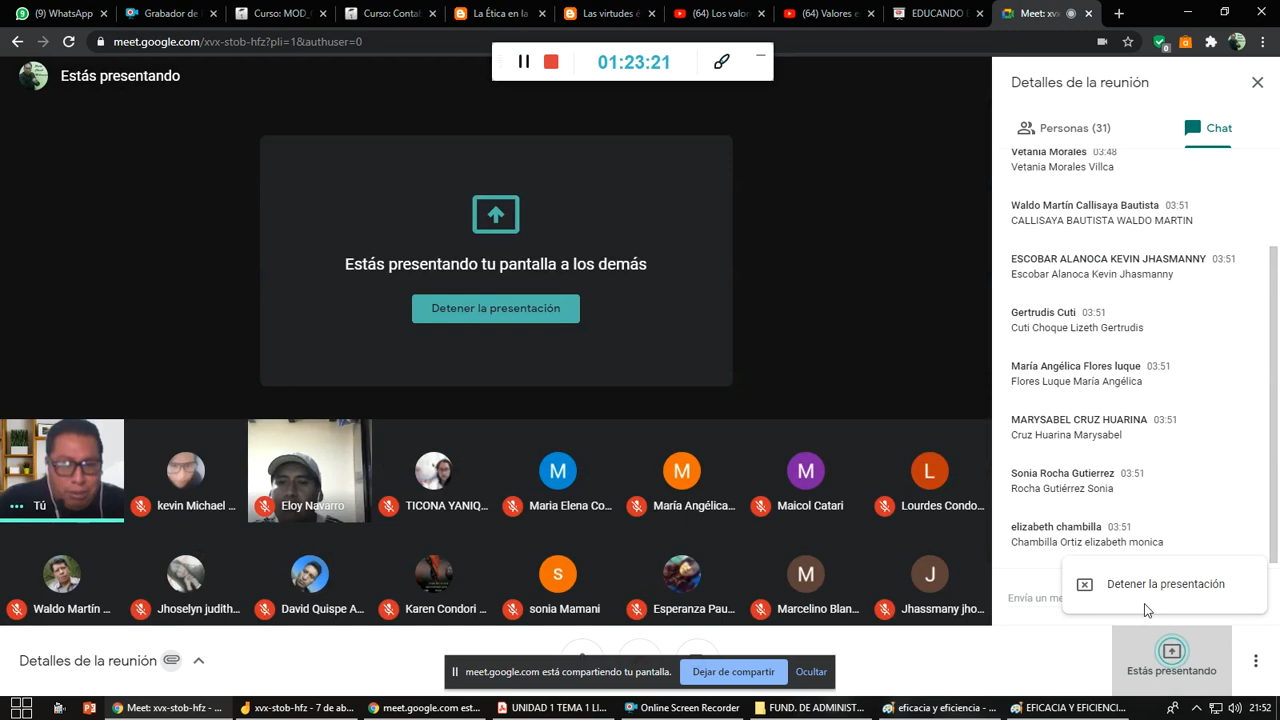 (9) WhatsApp
Grabador de
Curso: MOD_
Curso: Conta
La Ética en la
Las virtudes é
(64) Los valo
(64) Valores e
EDUCANDO E
Meet: xv
meet.google.com/xvx-stob-hfz?pli=1&authuser=0
01:23:21
Estás presentando
Estás presentando tu pantalla a los demás
Detener la presentación
Detalles de la reunión
Personas (31)
Chat
Vetania Morales 03:48
Vetania Morales Villca
Waldo Martín Callisaya Bautista 03:51
CALLISAYA BAUTISTA WALDO MARTIN
ESCOBAR ALANOCA KEVIN JHASMANNY 03:51
Escobar Alanoca Kevin Jhasmanny
Gertrudis Cuti 03:51
Cuti Choque Lizeth Gertrudis
María Angélica Flores luque 03:51
Flores Luque María Angélica
MARYSABEL CRUZ HUARINA 03:51
Cruz Huarina Marysabel
Sonia Rocha Gutierrez 03:51
Rocha Gutiérrez Sonia
elizabeth chambilla 03:51
Chambilla Ortiz elizabeth monica
Envía un me
Detener la presentación
M
M
M
L
Tú
kevin Michael ...
Eloy Navarro
TICONA YANIQ...
Maria Elena Co...
María Angélica...
Maicol Catari
Lourdes Condo...
S
M
J
Waldo Martín ...
Jhoselyn judith...
David Quispe A...
Karen Condori ...
sonia Mamani
Esperanza Pau...
Marcelino Blan...
Jhassmany jho...
Detalles de la reunión
meet.google.com está compartiendo tu pantalla.
Dejar de compartir
Ocultar
Estás presentando
Meet: xvx-stob-hfz - ...
xvx-stob-hfz - 7 de ab...
meet.google.com est...
UNIDAD 1 TEMA 1 LI...
Online Screen Recorder
FUND. DE ADMINIST...
eficacia y eficiencia - ...
EFICACIA Y EFICIENCI...
21:52